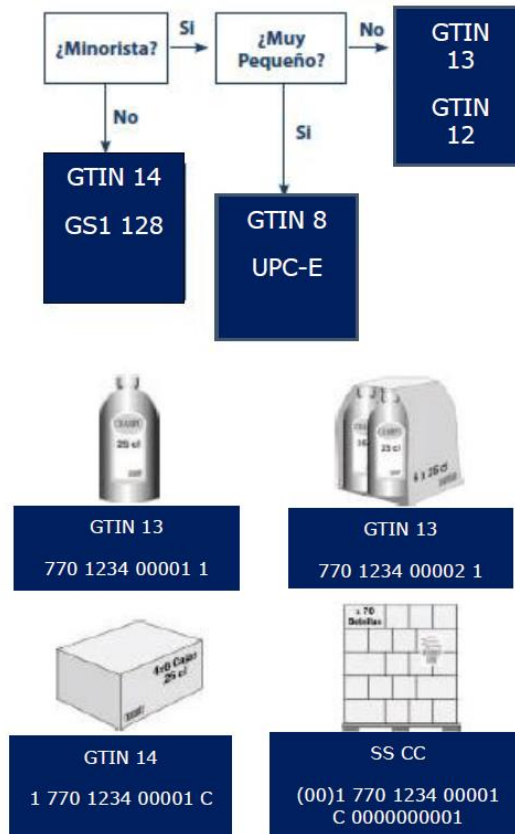 ¿Minorista?
Si
¿Muy
Pequeño?
No
GTIN
13
GTIN
12
No
Si
GTIN 14
GS1 128
GTIN 8
UPC-E
25 cl
25 cl
6 x 25 cl
GTIN 13
770 1234 00001 1
GTIN 13
770 1234 00002 1
4x6 Cajas
25 cl
x 70
GTIN 14
1 770 1234 00001 C
SS CC
(00)1 770 1234 00001
C 0000000001